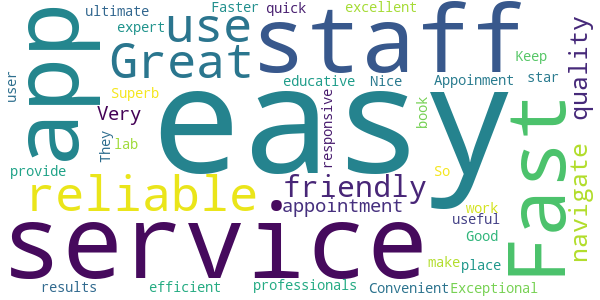 ultimate
Faster
quick
excellent
expert
use
staff
app
Great
quality
user
Superb
educative
Nice
Appoinment
star
Keep
easy
Very
responsive
book
Fast
They
lab
provide
So
navigate
reliable
friendly
appointment
work
useful
service
Good
make
place
results
efficient
professionals
Convenient
Exceptional